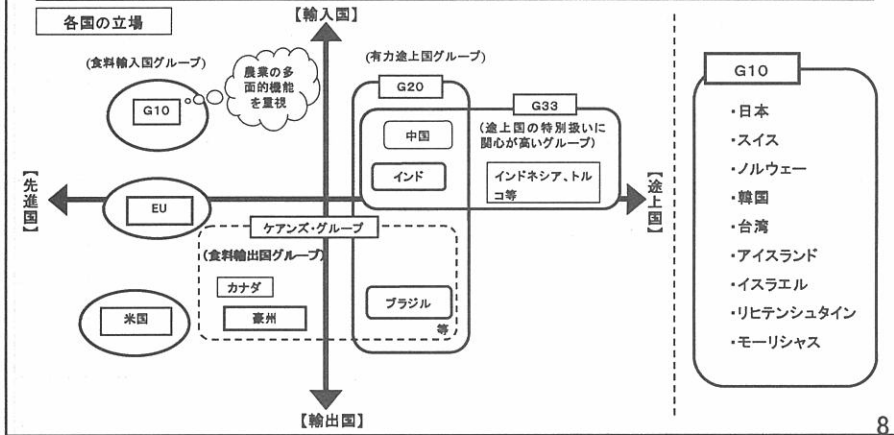 各国の立場
【輸入国】
(食料輸入国グループ)
農業の多
面的機能
を重視
G10
(有力途上国グループ)
G20
G33
中国
(途上国の特別扱いに
関心が高いグループ)
インド
インドネシア、トル
コ等
【先進国】
【途上国】
EU
ケアンズ・グループ
(食料輸出国グループ)
カナダ
豪州
ブラジル
等
米国
【輸出国】
G10
・日本
・スイス
・ノルウェー
・韓国
・台湾
・アイスランド
・イスラエル
・リヒテンシュタイン
・モーリシャス
8